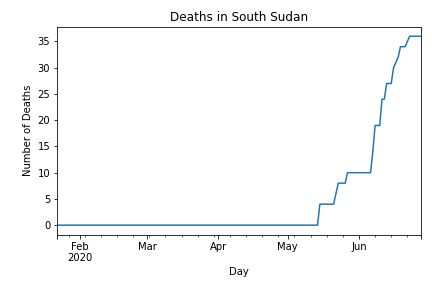 Deaths in South Sudan
Number of Deaths
35
30
25
20
15
10
5
0
Feb
2020
Mar
Apr
May
Jun
Day